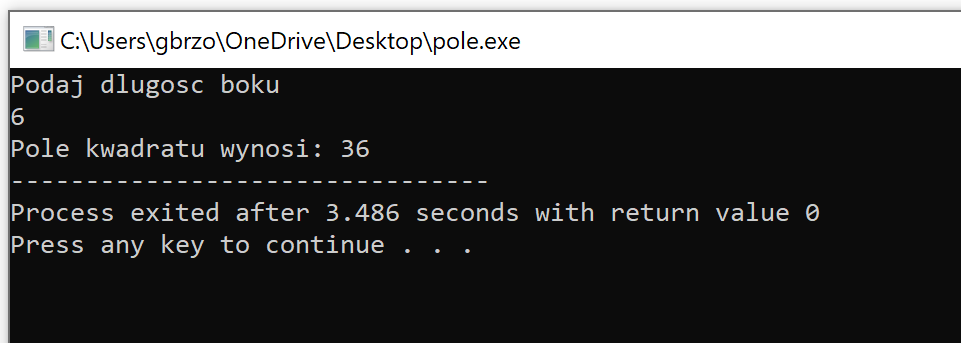 C:\Users\gbrzo\OneDrive\Desktop\pole.exe
Podaj dlugosc boku
6
Pole kwadratu wynosi: 36
--------------------------------
Process exited after 3.486 seconds with return value 0
Press any key to continue . . .